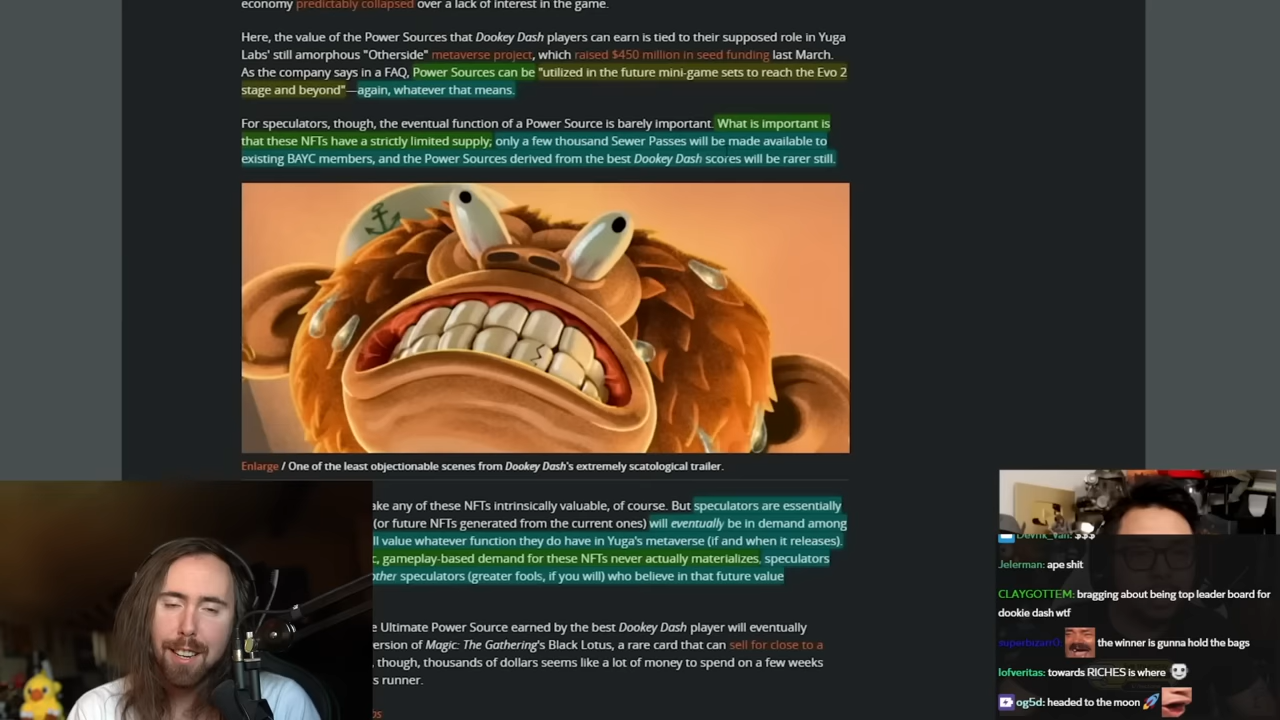 economy predictably collapsed over a lack of interest in the game.
Here, the value of the Power Sources that Dookey Dash players can earn is tied to their supposed role in Yuga
Labs' still amorphous "Otherside" metaverse project, which raised $450 million in seed funding last March.
As the company says in a FAQ, Power Sources can be "utilized in the future mini-game sets to reach the Evo 2
stage and beyond"—again, whatever that means.
For speculators, though, the eventual function of a Power Source is barely important. What is important is
that these NFTs have a strictly limited supply; only a few thousand Sewer Passes will be made available to
existing BAYC members, and the Power Sources derived from the best Dookey Dash scores will be rarer still.
Enlarge / One of the least objectionable scenes from Dookey Dash's extremely scatological trailer.
ake any of these NFTs intrinsically valuable, of course. But speculators are essentially
(or future NFTs generated from the current ones) will eventually be in demand among
ll value whatever function they do have in Yuga's metaverse (if and when it releases).
c, gameplay-based demand for these NFTs never actually materializes, speculators
other speculators (greater fools, if you will) who believe in that future value
e Ultimate Power Source earned by the best Dookey Dash player will eventually
ersion of Magic: The Gathering's Black Lotus, a rare card that can sell for close to a
, though, thousands of dollars seems like a lot of money to spend on a few weeks
s runner.
Devrik_Van: $$$
Jelerman: ape shit
CLAYGOTTEM: bragging about being top leader board for
dookie dash wtf
the winner is gunna hold the bags
lofveritas: towards RICHES is where
og5d: headed to the moon